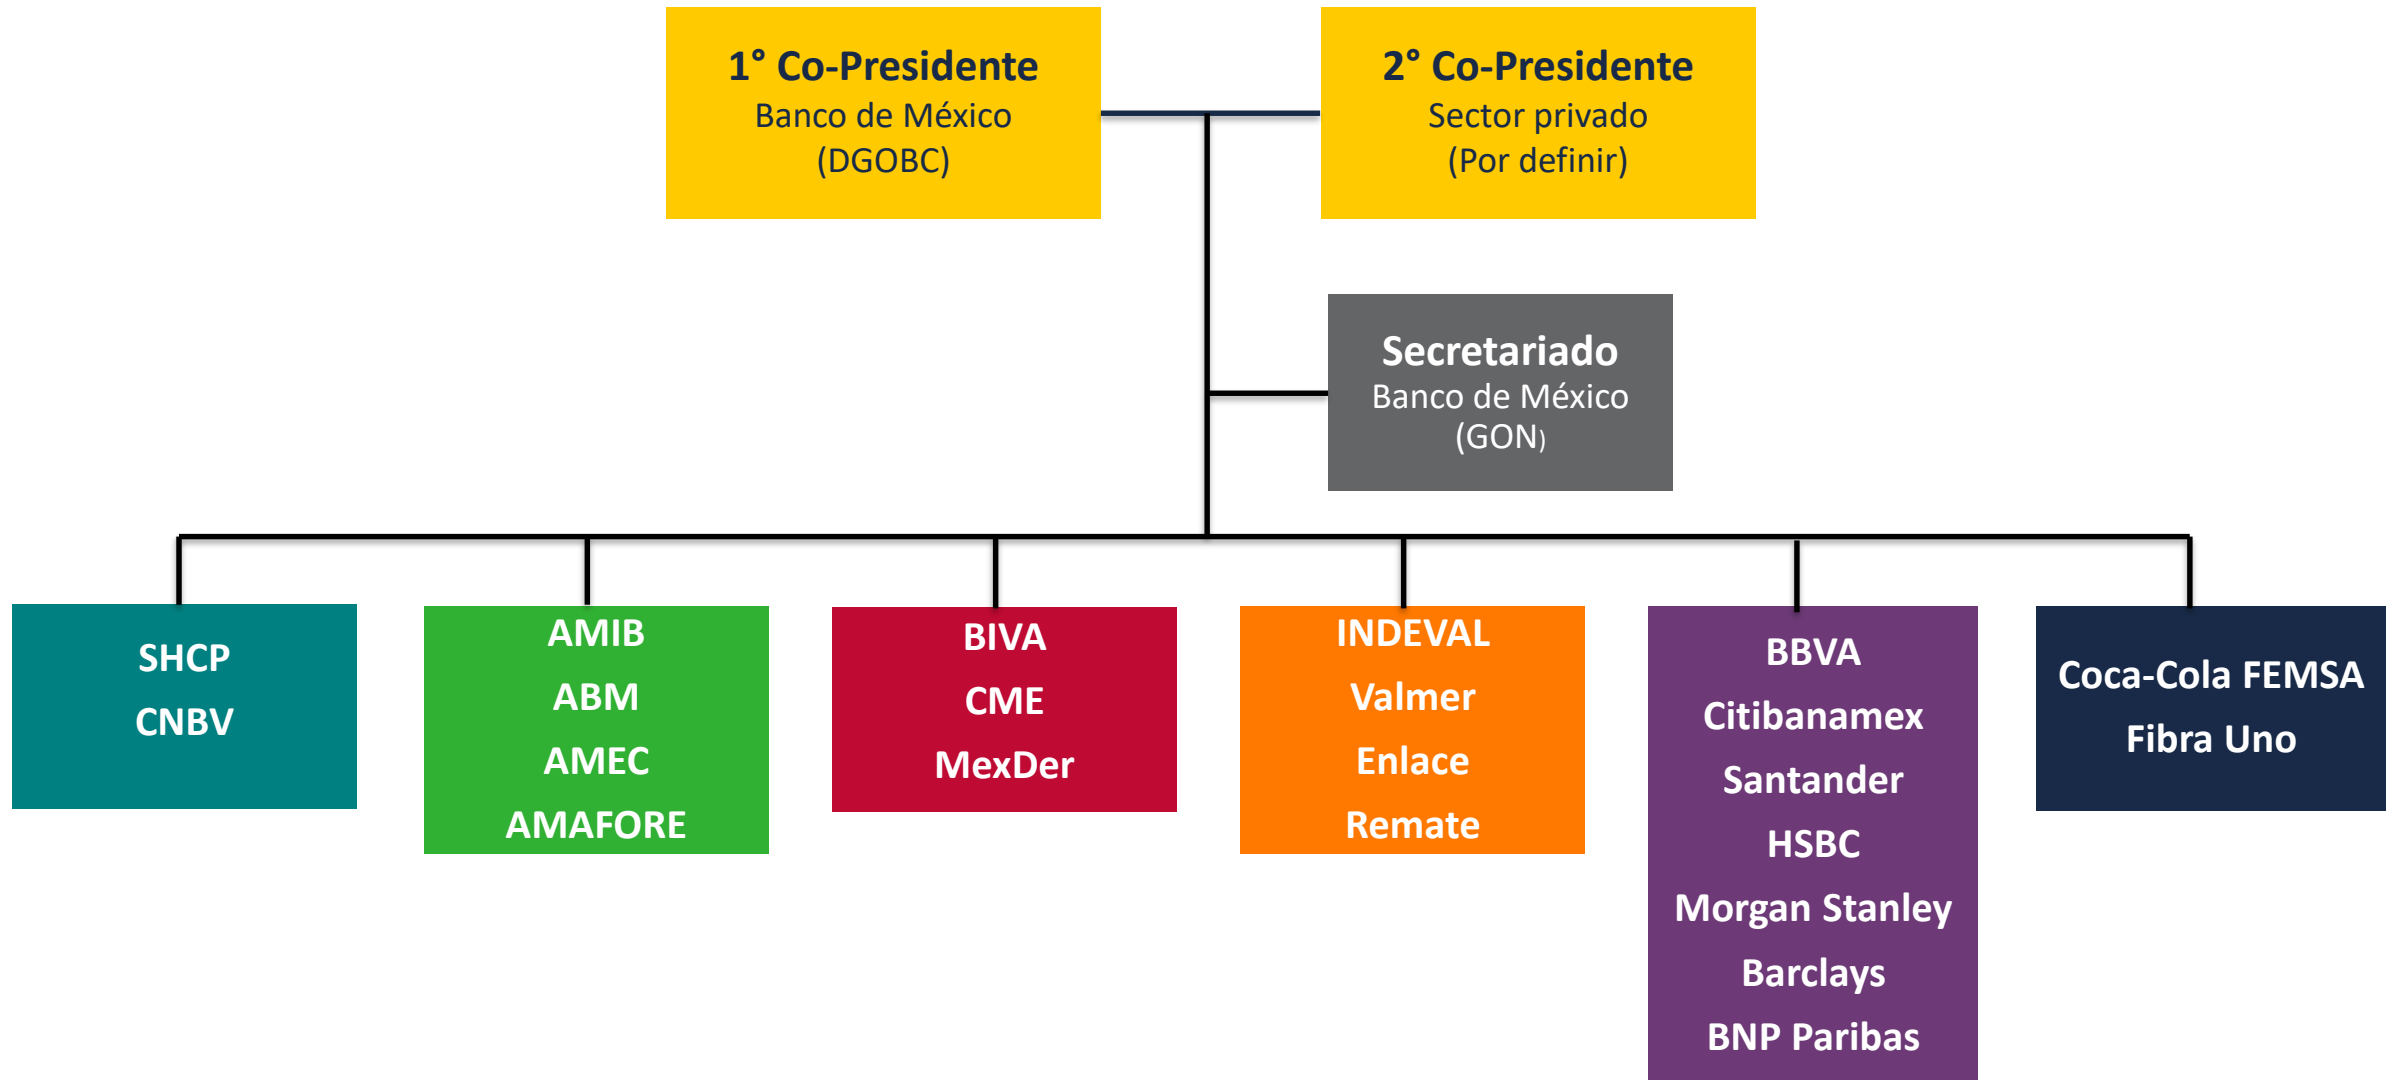 1° Co-Presidente
Banco de México
(DGOBC)
2° Co-Presidente
Sector privado
(Por definir)
Secretariado
Banco de México
(GON)
SHCP
CNBV
AMIB
ABM
AMEC
AMAFORE
BIVA
CME
MexDer
INDEVAL
Valmer
Enlace
Remate
BBVA
Citibanamex
Santander
HSBC
Morgan Stanley
Barclays
BNP Paribas
Coca-Cola FEMSA
Fibra Uno